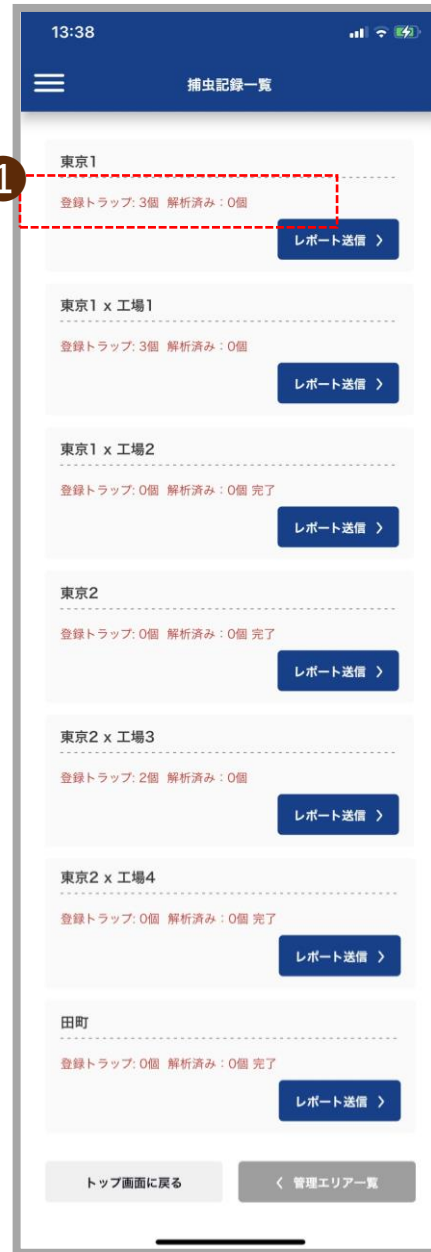 13:38
捕虫記録一覧
1
東京1
登録トラップ: 3個 解析済み：0個
レポート送信 >
東京1 x 工場1
登録トラップ: 3個 解析済み：0個
レポート送信 >
東京1 x 工場2
登録トラップ: 0個 解析済み：0個 完了
レポート送信 >
東京2
登録トラップ: 0個 解析済み：0個 完了
レポート送信 >
東京2 x 工場3
登録トラップ: 2個 解析済み：0個
レポート送信 >
東京2 x 工場4
登録トラップ: 0個 解析済み：0個 完了
レポート送信 >
田町
登録トラップ: 0個 解析済み：0個 完了
レポート送信 >
トップ画面に戻る
< 管理エリア一覧